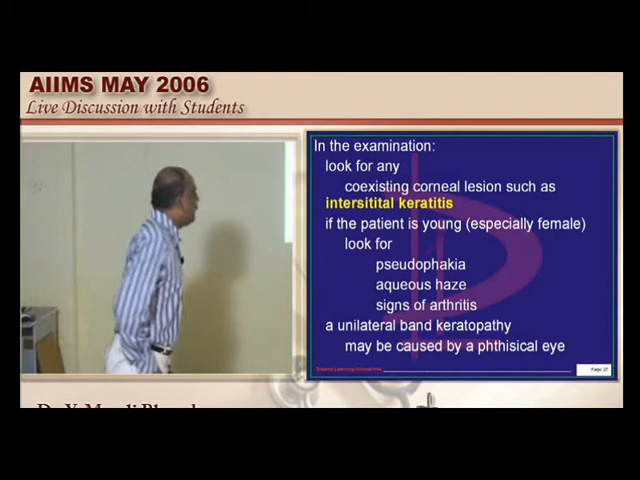 AIIMS MAY 2006
Live Discussion with Students
In the examination:
look for any
coexisting corneal lesion such as
intersitital keratitis
if the patient is young (especially female)
look for
pseudophakia
aqueous haze
signs of arthritis
a unilateral band keratopathy
may be caused by a phthisical eye
Page 27